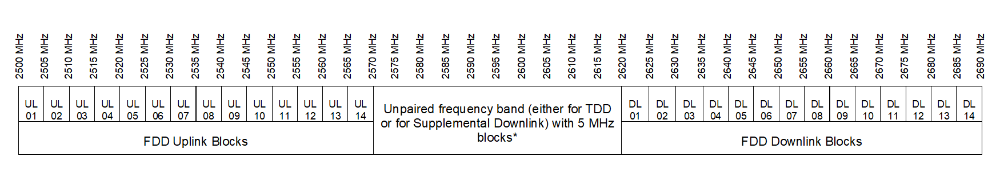 2500 MHz
2505 MHz
2510 MHz
2515 MHz
2520 MHz
2525 MHz
2530 MHz
2535 MHz
2540 MHz
2545 MHz
2550 MHz
2555 MHz
2560 MHz
2565 MHz
2570 MHz
2575 MHz
2580 MHz
2585 MHz
2590 MHz
2595 MHz
2600 MHz
2605 MHz
2610 MHz
2615 MHz
2620 MHz
2625 MHz
2630 MHz
2635 MHz
2640 MHz
2645 MHz
2650 MHz
2655 MHz
2660 MHz
2665 MHz
2670 MHz
2675 MHz
2680 MHz
2685 MHz
2690 MHz
UL
01
UL
02
UL
03
UL
04
UL
05
UL
06
UL
07
UL
08
UL
09
UL
10
UL
11
UL
12
UL
13
UL
14
FDD Uplink Blocks
Unpaired frequency band (either for TDD
or for Supplemental Downlink) with 5 MHz
blocks*
DL
01
DL
02
DL
03
DL
04
DL
05
DL
06
DL
07
DL
08
DL
09
DL
10
DL
11
DL
12
DL
13
DL
14
FDD Downlink Blocks